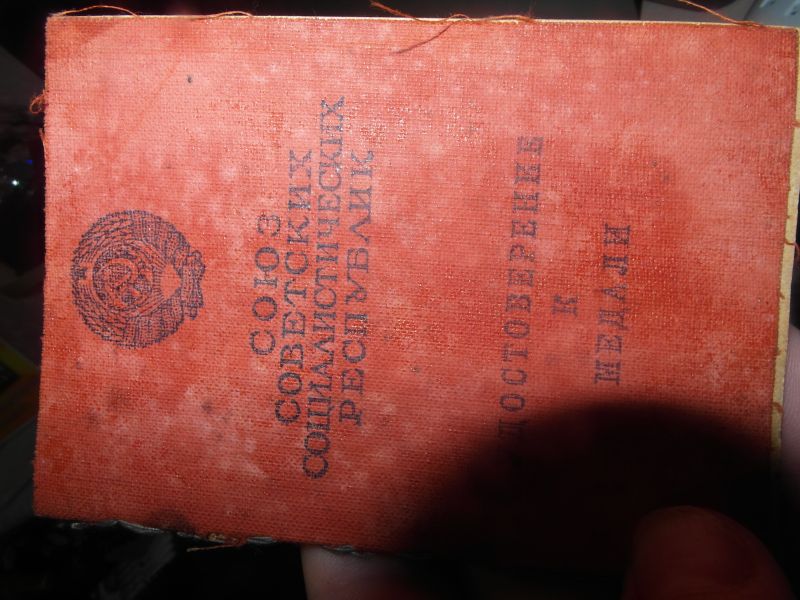 СОЮЗ
СОВЕТСКИХ
СОЦИАЛИСТИЧЕСКИХ
РЕСПУБЛИК
УДОСТОВЕРЕНИЕ
К
МЕДАЛИ